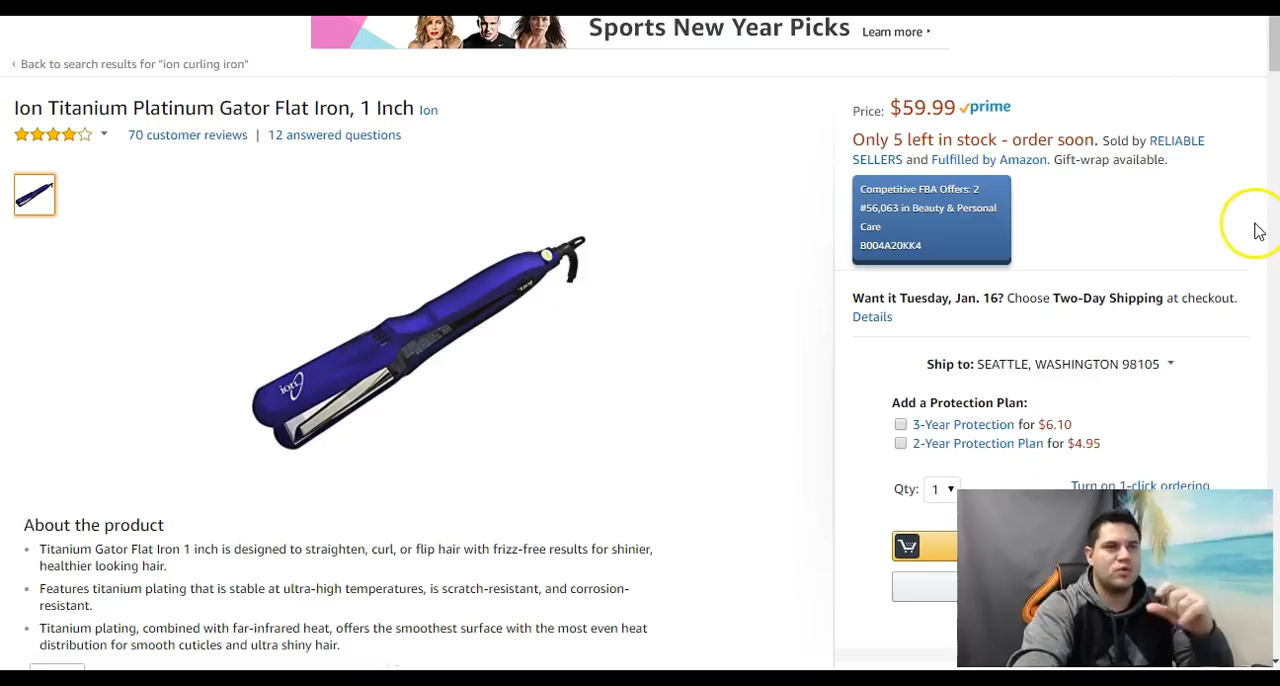 Sports New Year Picks Learn more
‹ Back to search results for "ion curling iron"
Ion Titanium Platinum Gator Flat Iron, 1 Inch Ion
70 customer reviews | 12 answered questions
Price: $59.99 prime
Only 5 left in stock - order soon. Sold by RELIABLE
SELLERS and Fulfilled by Amazon. Gift-wrap available.
Competitive FBA Offers: 2
#56,063 in Beauty & Personal
Care
B004A20KK4
Want it Tuesday, Jan. 16? Choose Two-Day Shipping at checkout.
Details
Ship to: SEATTLE, WASHINGTON 98105
Add a Protection Plan:
3-Year Protection for $6.10
2-Year Protection Plan for $4.95
Qty: 1
Turn on 1-click ordering
ion
About the product
• Titanium Gator Flat Iron 1 inch is designed to straighten, curl, or flip hair with frizz-free results for shinier,
healthier looking hair.
• Features titanium plating that is stable at ultra-high temperatures, is scratch-resistant, and corrosion-
resistant.
• Titanium plating, combined with far-infrared heat, offers the smoothest surface with the most even heat
distribution for smooth cuticles and ultra shiny hair.